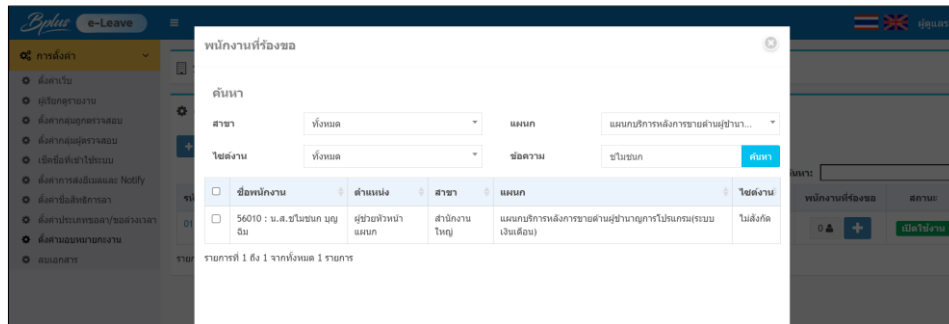 Bplus e-Leave
ผู้ดูแลร
การตั้งค่า
ตั้งค่าเว็บ
ผู้เรียกดูรายงาน
ตั้งค่ากลุ่มถูกตรวจสอบ
ตั้งค่ากลุ่มผู้ตรวจสอบ
เช็คชื่อที่เข้าใช้ระบบ
ตั้งค่าการส่งอีเมลและ Notify
ตั้งค่าชื่อสิทธิการลา
ตั้งค่าประเภทขอลา/ขอล่วงเวลา
ตั้งค่ามอบหมายกะงาน
ลบเอกสาร
พนักงานที่ร้องขอ
ค้นหา
สาขา ทั้งหมด แผนก แผนกบริการหลังการขายด้านผู้ชำนา...
ไซต์งาน ทั้งหมด ข้อความ ชไมชนก ค้นหา
ชื่อพนักงาน ตำแหน่ง สาขา แผนก ไซต์งาน
56010 : น.ส.ชไมชนก บุญ ผู้ช่วยหัวหน้า สำนักงาน แผนกบริการหลังการขายด้านผู้ชำนาญการโปรแกรม(ระบบ ไม่สังกัด
ฉิม แผนก ใหญ่ เงินเดือน)
รายการที่ 1 ถึง 1 จากทั้งหมด 1 รายการ
ค้นหา:
พนักงานที่ร้องขอ สถานะ
01 0 เปิดใช้งาน
ราย